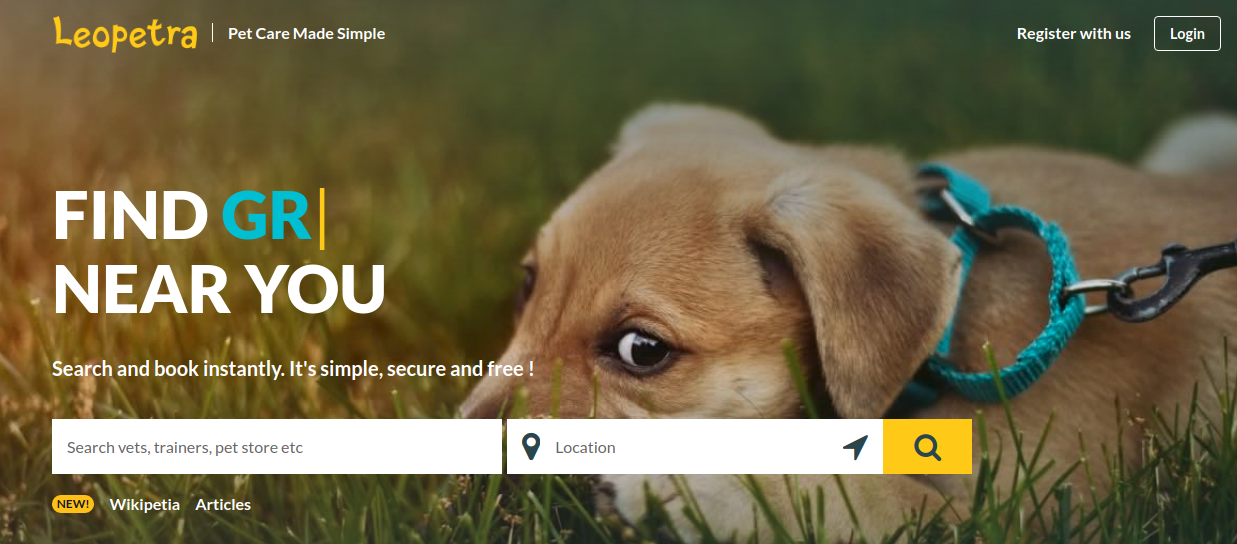 Leopetra
Pet Care Made Simple
Register with us
Login
FIND GR
NEAR YOU
Search and book instantly. It's simple, secure and free !
Search vets, trainers, pet store etc
Location
NEW! Wikipetia Articles